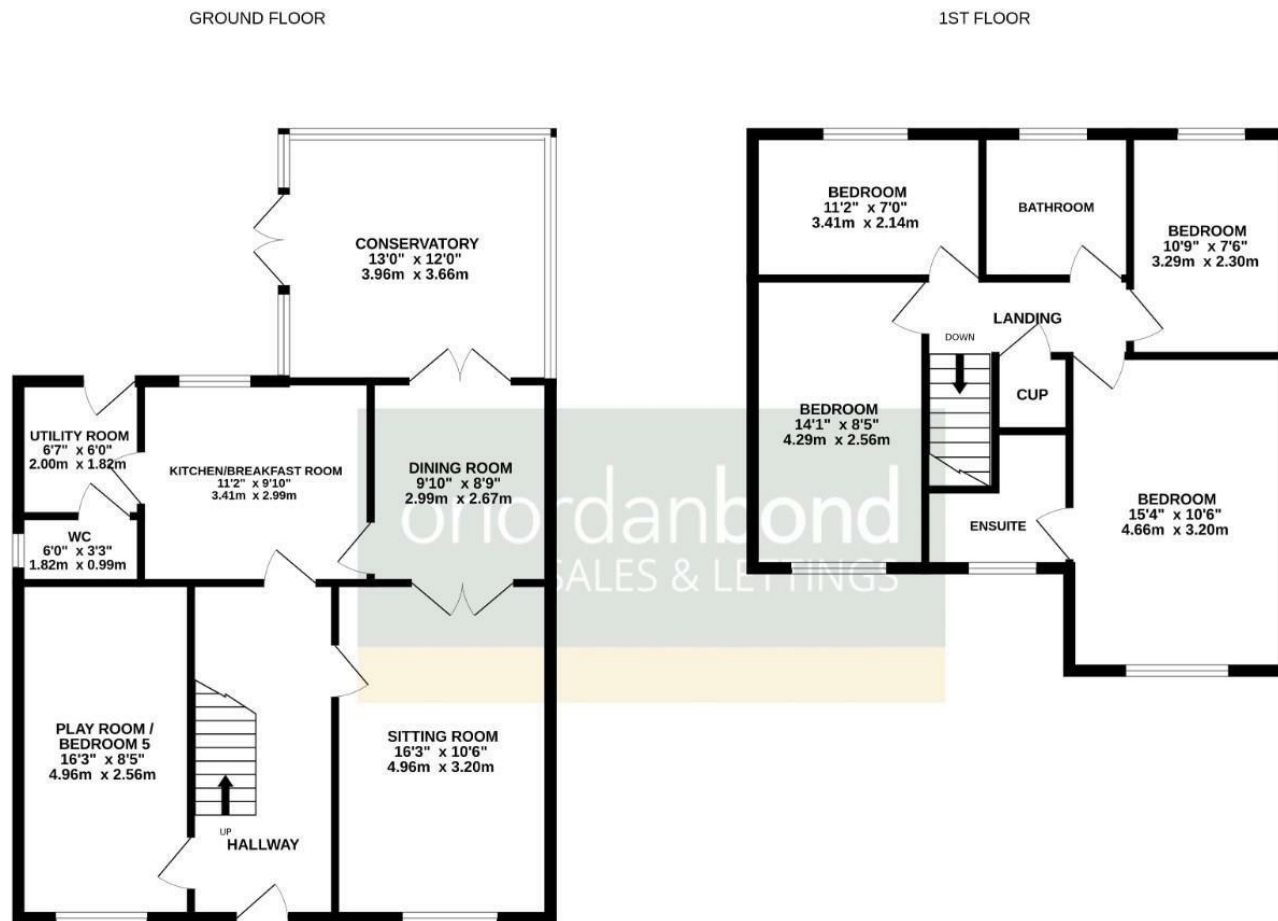 GROUND FLOOR
CONSERVATORY
13'0" x 12'0"
3.96m x 3.66m
UTILITY ROOM
6'7" x 6'0"
2.00m x 1.82m
KITCHEN/BREAKFAST ROOM
11'2" x 9'10"
3.41m x 2.99m
DINING ROOM
9'10" x 8'9"
2.99m x 2.67m
WC
6'0" x 3'3"
1.82m x 0.99m
PLAY ROOM /
BEDROOM 5
16'3" x 8'5"
4.96m x 2.56m
SITTING ROOM
16'3" x 10'6"
4.96m x 3.20m
UP
HALLWAY
1ST FLOOR
BEDROOM
11'2" x 7'0"
3.41m x 2.14m
BATHROOM
BEDROOM
10'9" x 7'6"
3.29m x 2.30m
LANDING
DOWN
CUP
BEDROOM
14'1" x 8'5"
4.29m x 2.56m
BEDROOM
15'4" x 10'6"
4.66m x 3.20m
ENSUITE
oriordanbond
SALES & LETTINGS